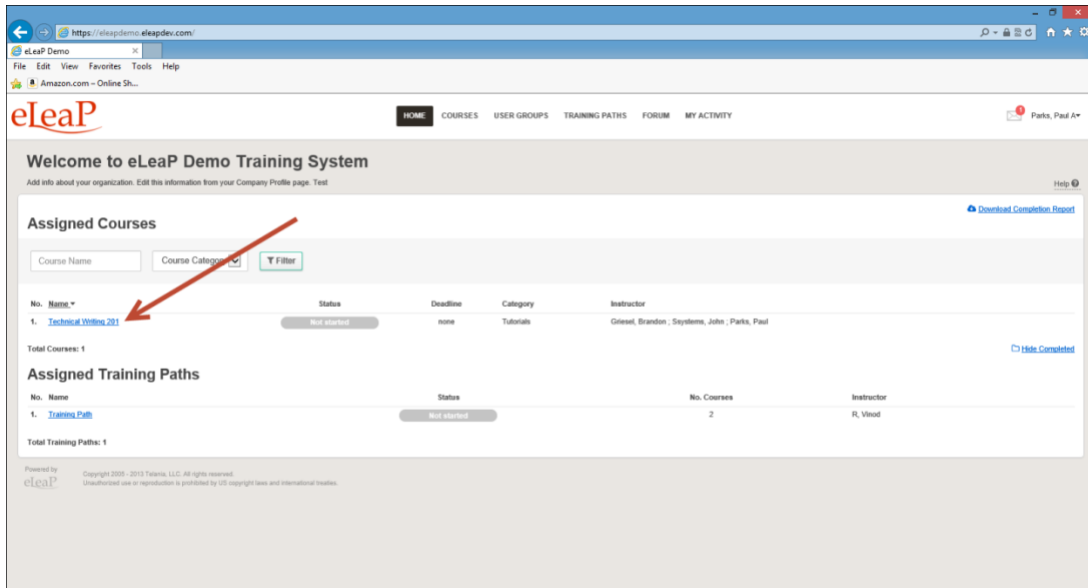 https://eleapdemo.eleapdev.com/
eLeaP Demo
File Edit View Favorites Tools Help
Amazon.com – Online Sh...
eLeaP
HOME COURSES USER GROUPS TRAINING PATHS FORUM MY ACTIVITY
1
Parks, Paul A
Welcome to eLeaP Demo Training System
Add info about your organization. Edit this information from your Company Profile page. Test
Help
Download Completion Report
Assigned Courses
Course Name Course Category Filter
No. Name Status Deadline Category Instructor
1. Technical Writing 201 Not started none Tutorials Griesel, Brandon ; Ssystems, John ; Parks, Paul
Total Courses: 1 Hide Completed
Assigned Training Paths
No. Name Status No. Courses Instructor
1. Training Path Not started 2 R, Vinod
Total Training Paths: 1
Powered by
eLeaP
Copyright 2005 - 2013 Telania, LLC. All rights reserved.
Unauthorized use or reproduction is prohibited by US copyright laws and international treaties.